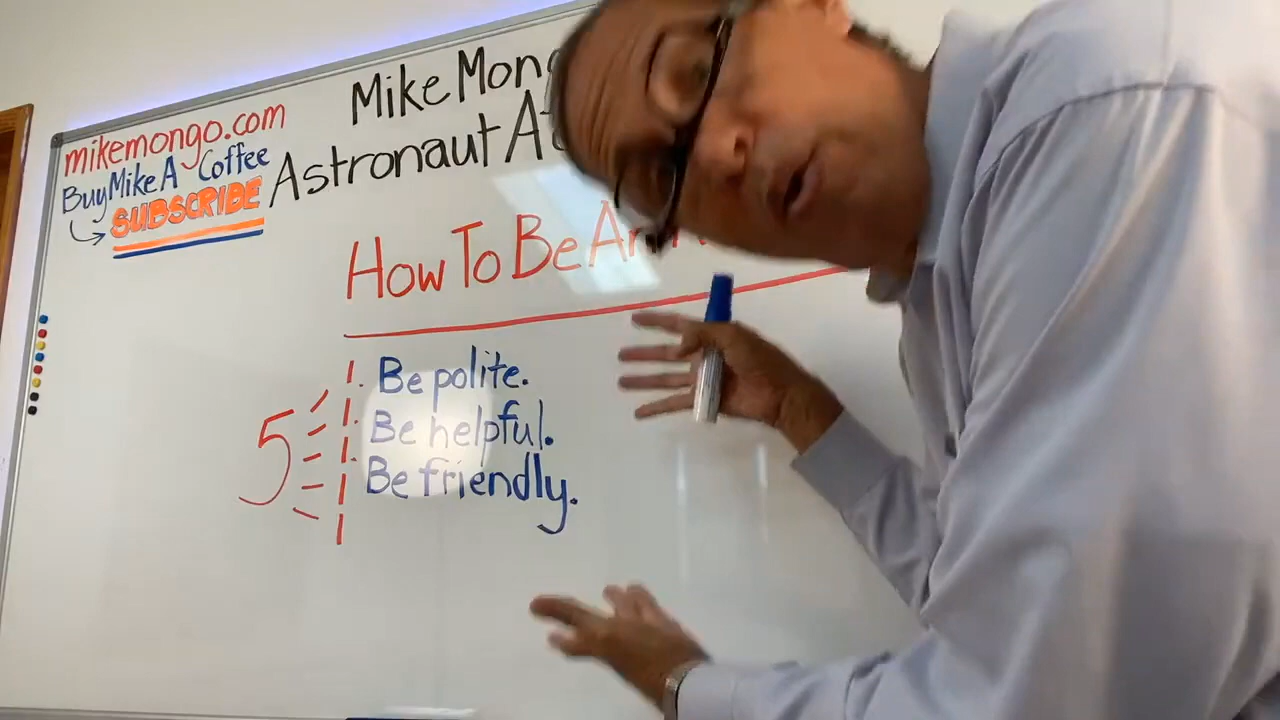 mikemongo.com
Buy Mike A Coffee
SUBSCRIBE
Mike Mong
Astronaut A
How To Be An
5
Be polite.
Be helpful.
Be friendly.